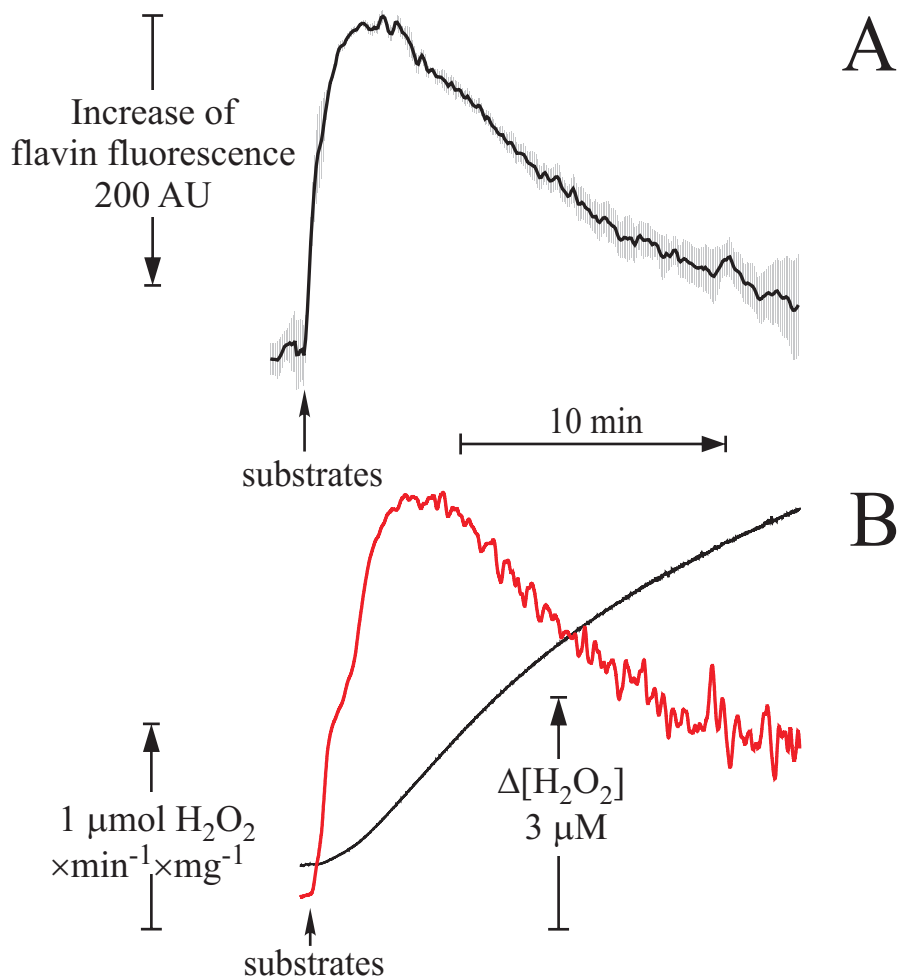 A
Increase of
flavin fluorescence
200 AU
10 min
substrates
B
Δ[H₂O₂]
3 μM
1 μmol H₂O₂
×min⁻¹×mg⁻¹
substrates